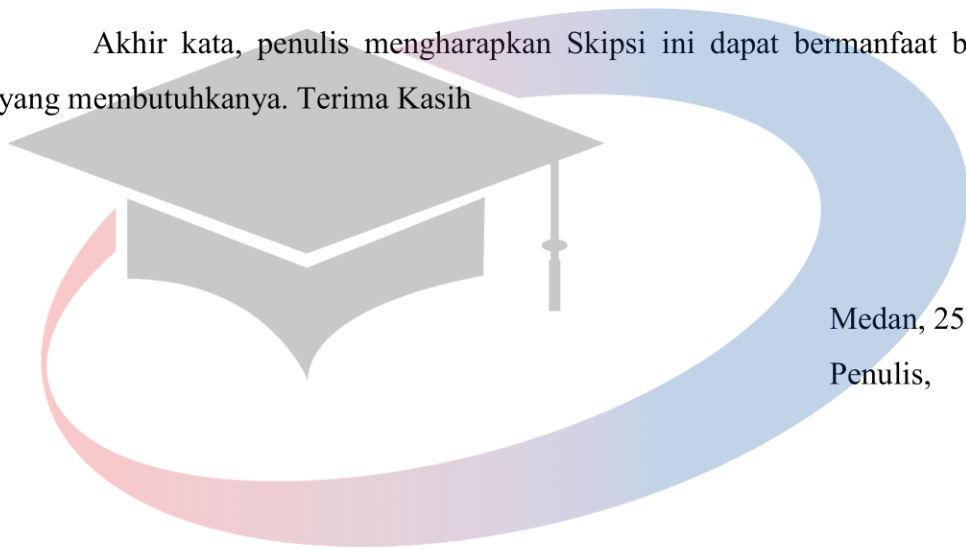 Akhir kata, penulis mengharapkan Skipsi ini dapat bermanfaat
yang membutuhkanya. Terima Kasih
Medan, 25
Penulis,